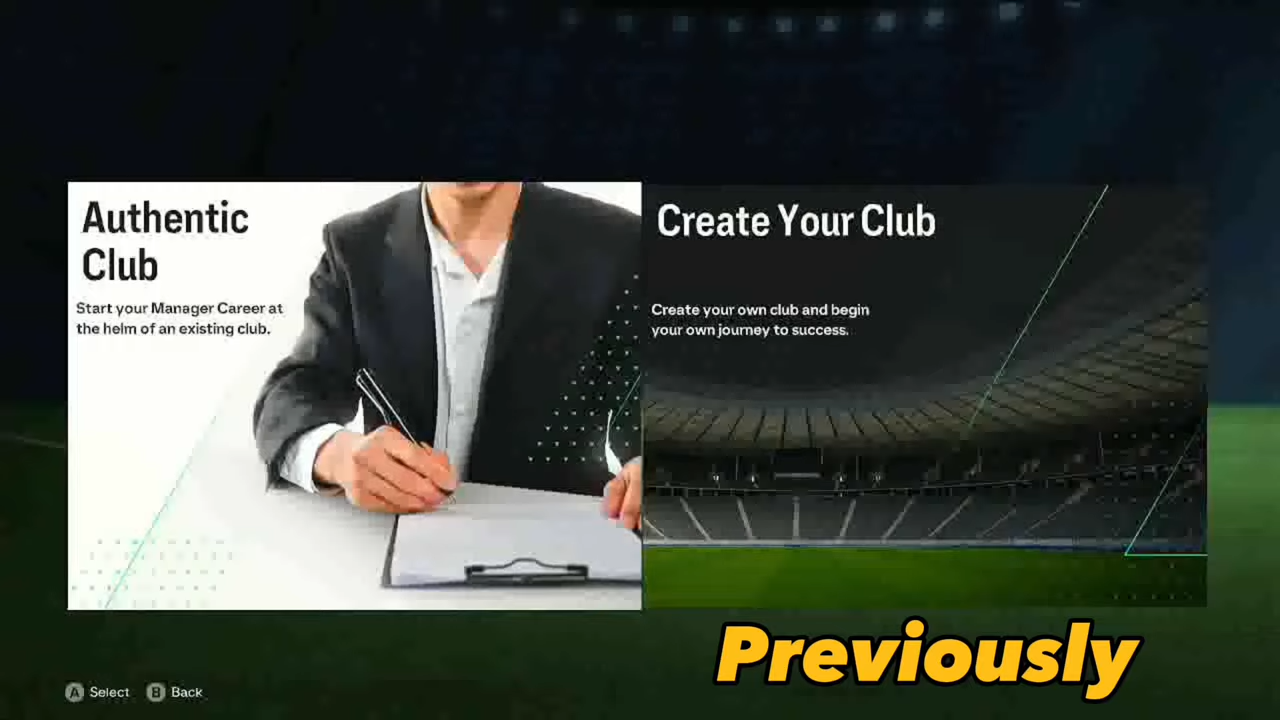 Authentic
Club
Start your Manager Career at
the helm of an existing club.
Create Your Club
Create your own club and begin
your own journey to success.
Previously
A Select B Back